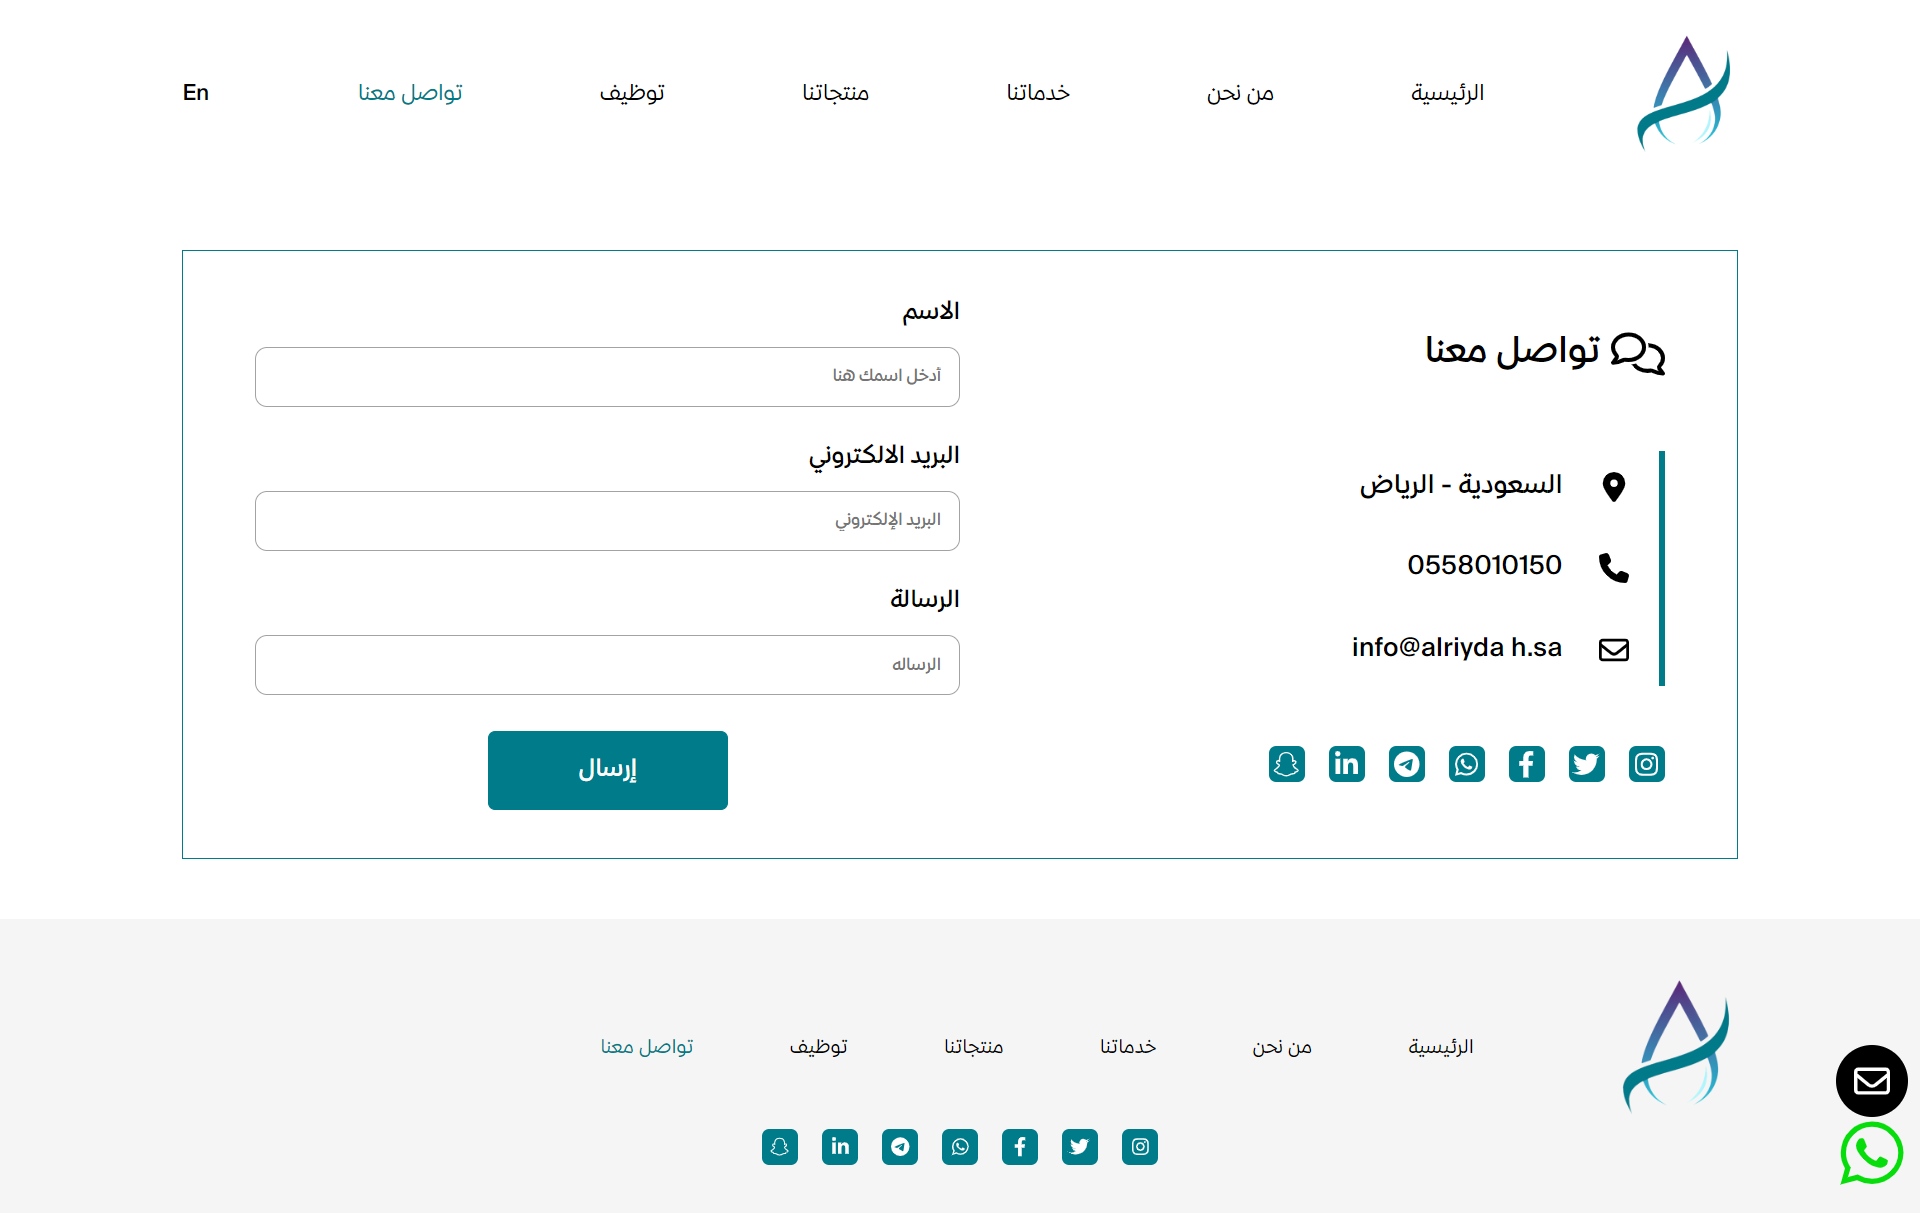 الرئيسية
من نحن
خدماتنا
منتجاتنا
توظيف
تواصل معنا
En
تواصل معنا
السعودية - الرياض
0558010150
info@alriyda h.sa
الاسم
أدخل اسمك هنا
البريد الالكتروني
البريد الإلكتروني
الرسالة
الرساله
إرسال
الرئيسية
من نحن
خدماتنا
منتجاتنا
توظيف
تواصل معنا